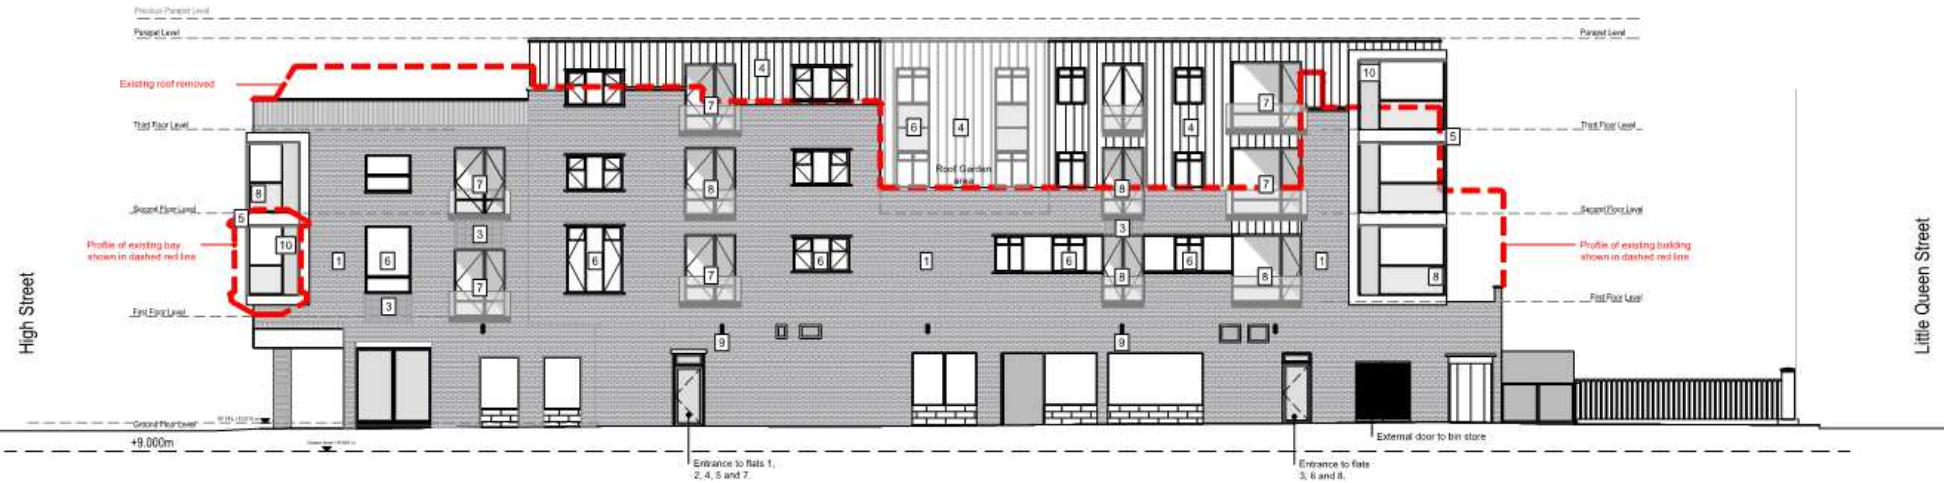 Previous Parapet Level
Parapet Level
Parapet Level
Existing roof removed
4
10
7
7
Third Floor Level
6
4
4
Third Floor Level
5
Roof Garden
area
7
8
8
7
8
Second Floor Level
Second Floor Level
5
3
3
Profile of existing bay
shown in dashed red line
10
1
6
6
6
1
6
6
1
Profile of existing building
shown in dashed red line
7
7
8
8
8
3
First Floor Level
First Floor Level
High Street
Little Queen Street
9
9
Ground Floor Level
+9.000m
External door to bin store
Entrance to flats 1,
2, 4, 5 and 7.
Entrance to flats
3, 6 and 8.